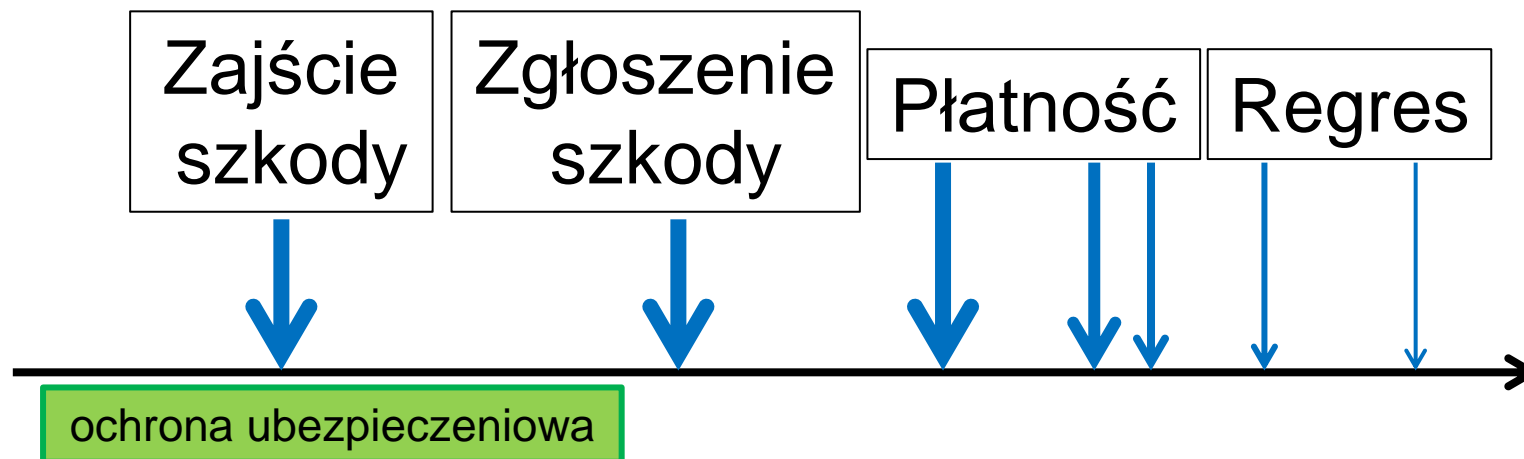 Zajście
szkody
Zgłoszenie
szkody
Płatność
Regres
ochrona ubezpieczeniowa